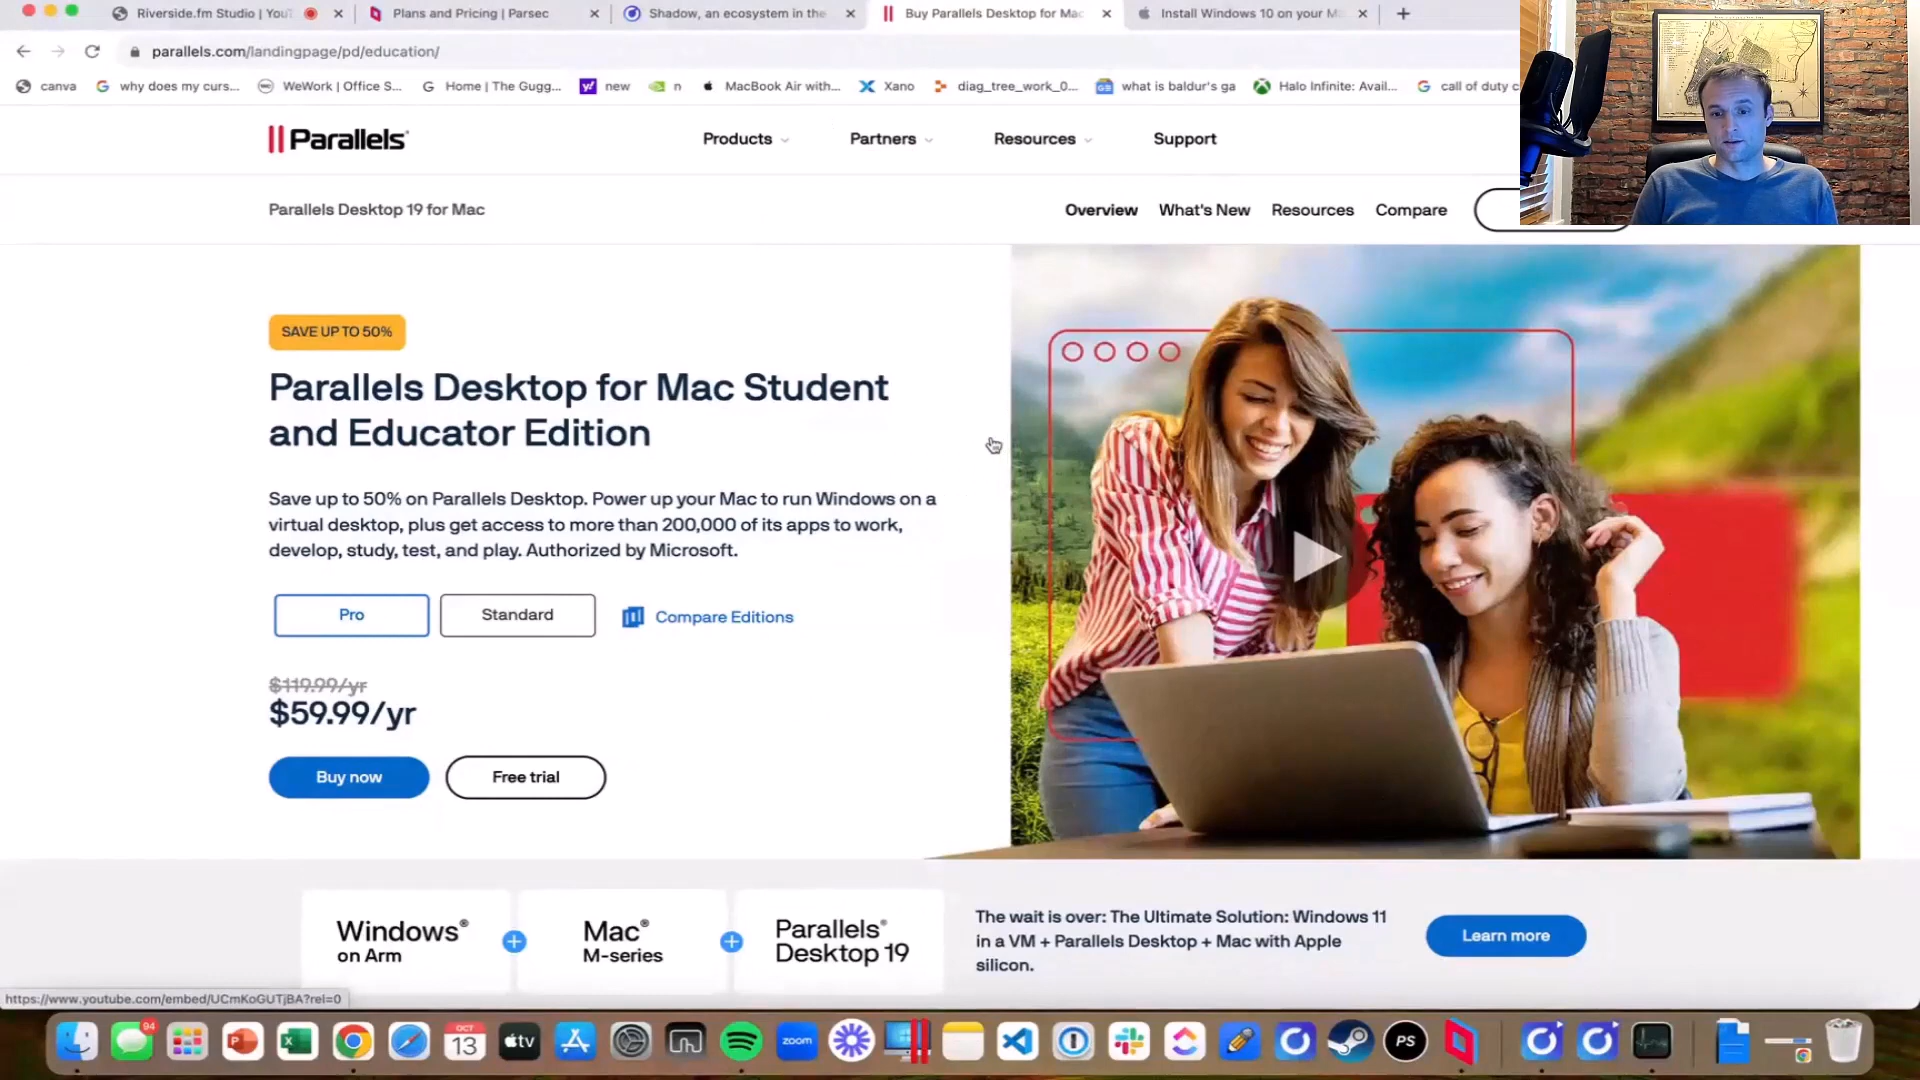 Riverside.fm Studio | You
Plans and Pricing | Parsec
Shadow, an ecosystem in the
Buy Parallels Desktop for Mac
Install Windows 10 on your M
parallels.com/landingpage/pd/education/
canva
why does my curs...
WeWork | Office S...
Home | The Gugg...
new
n
MacBook Air with...
Xano
diag_tree_work_0...
what is baldur's ga
Halo Infinite: Avail...
call of duty c
Parallels
Products
Partners
Resources
Support
Parallels Desktop 19 for Mac
Overview
What's New
Resources
Compare
SAVE UP TO 50%
Parallels Desktop for Mac Student
and Educator Edition
Save up to 50% on Parallels Desktop. Power up your Mac to run Windows on a
virtual desktop, plus get access to more than 200,000 of its apps to work,
develop, study, test, and play. Authorized by Microsoft.
Pro
Standard
Compare Editions
$119.99/yr
$59.99/yr
Buy now
Free trial
Windows®
on Arm
Mac®
M-series
Parallels®
Desktop 19
The wait is over: The Ultimate Solution: Windows 11
in a VM + Parallels Desktop + Mac with Apple
silicon.
Learn more
https://www.youtube.com/embed/UCmKoGUTjBA?rel=0
94
OCT
13
tv
zoom
PS